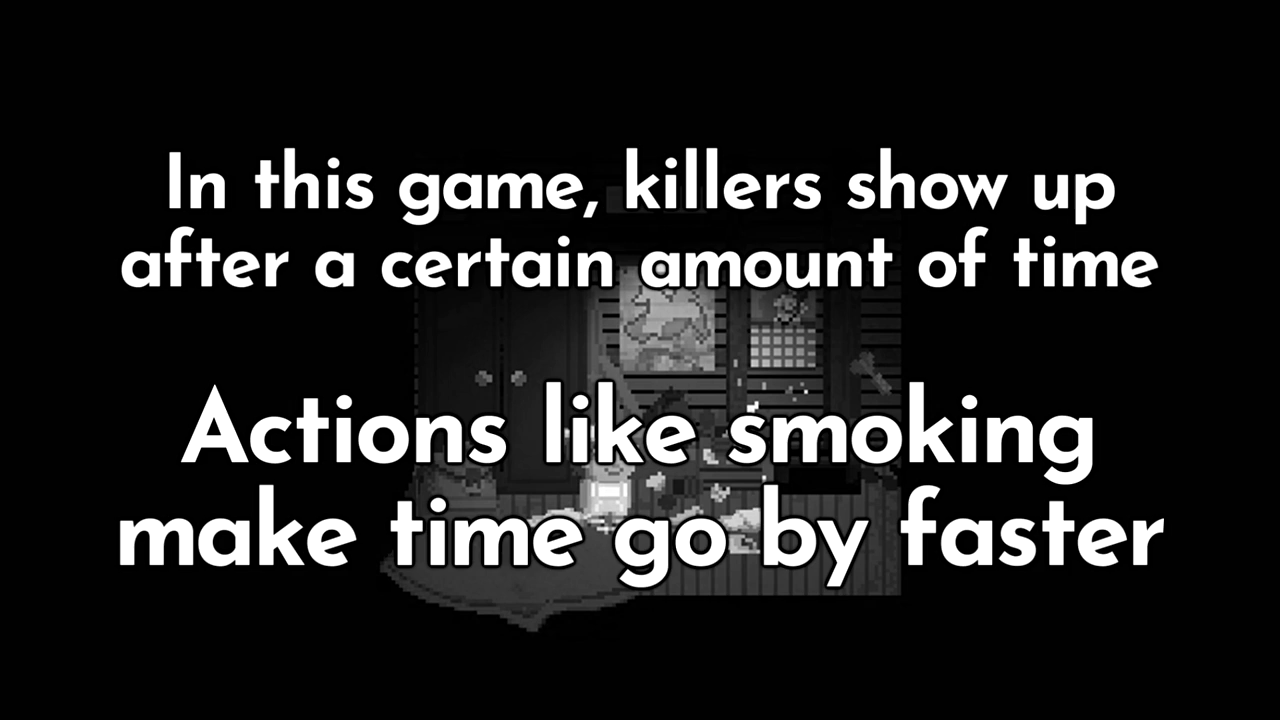 In this game, killers show up
after a certain amount of time
Actions like smoking
make time go by faster